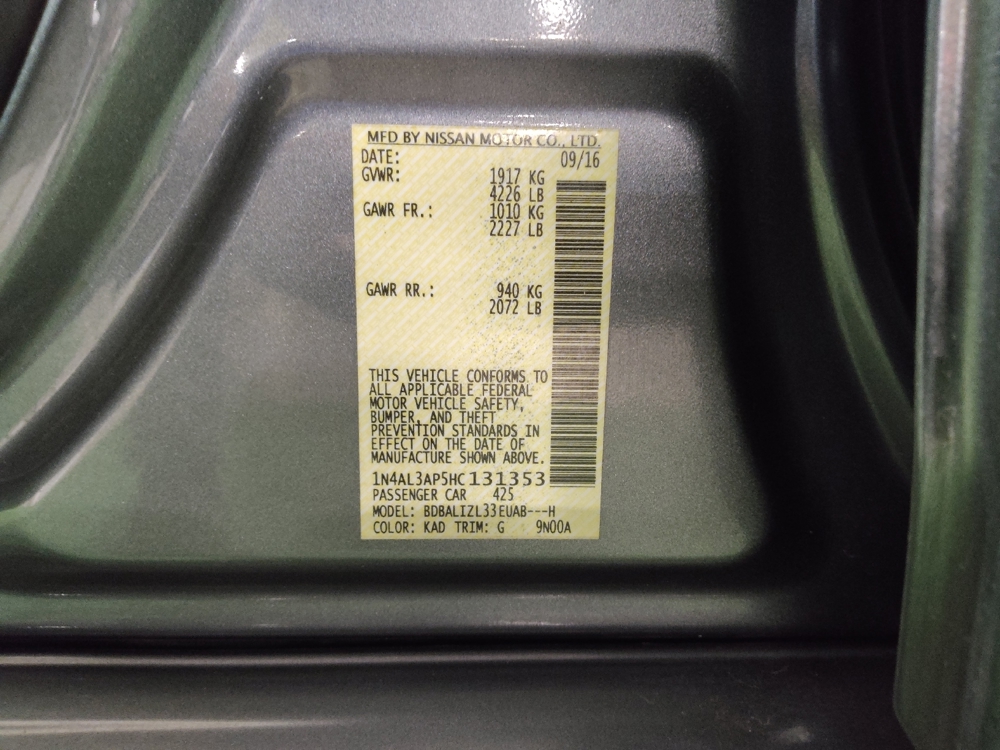 MFD BY NISSAN MOTOR CO., LTD.
DATE: 09/16
GVWR: 1917 KG
4226 LB
GAWR FR.: 1010 KG
2227 LB
GAWR RR.: 940 KG
2072 LB
THIS VEHICLE CONFORMS TO
ALL APPLICABLE FEDERAL
MOTOR VEHICLE SAFETY,
BUMPER, AND THEFT
PREVENTION STANDARDS IN
EFFECT ON THE DATE OF
MANUFACTURE SHOWN ABOVE.
1N4AL3AP5HC131353
PASSENGER CAR 425
MODEL: BDBALIZL33EUAB---H
COLOR: KAD TRIM: G 9N00A